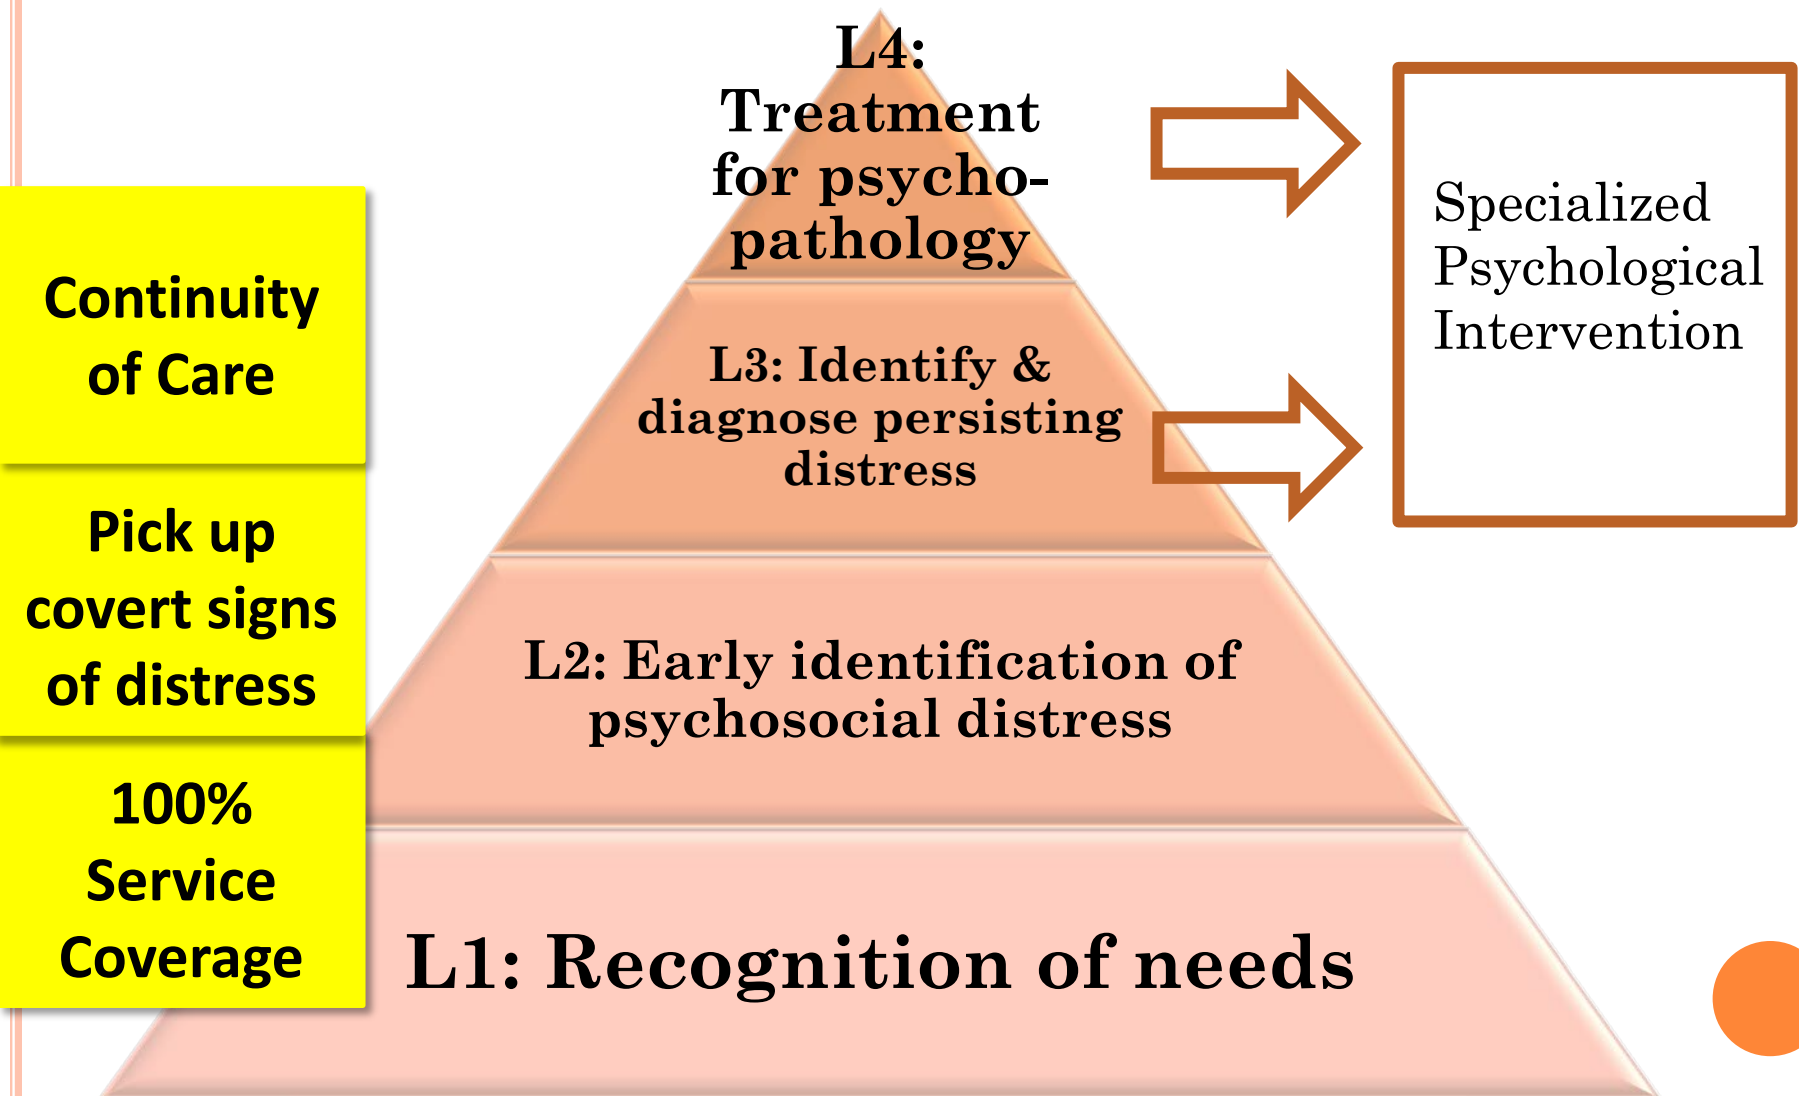 L4:
Treatment
for psycho-
pathology
Specialized
Psychological
Intervention
Continuity
of Care
L3: Identify &
diagnose persisting
distress
Pick up
covert signs
of distress
L2: Early identification of
psychosocial distress
100%
Service
Coverage
L1: Recognition of needs